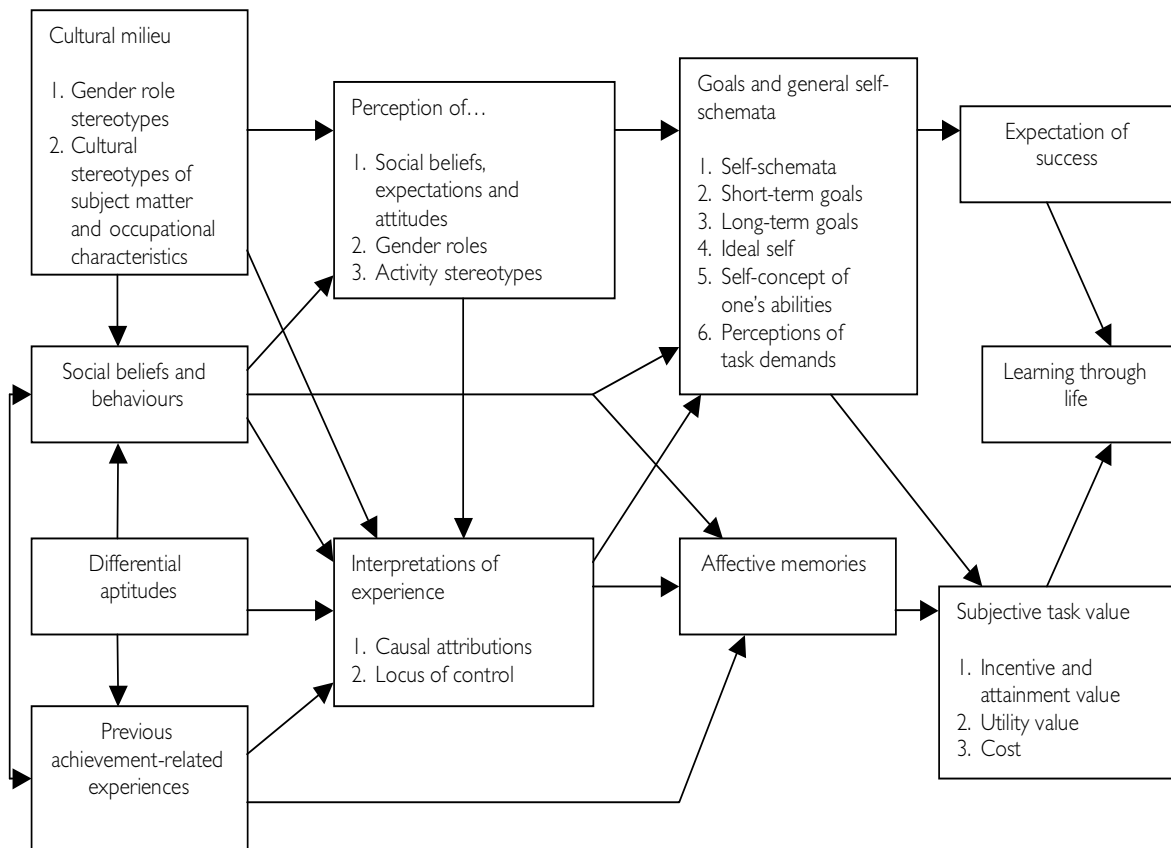 Cultural milieu
1. Gender role
stereotypes
2. Cultural
stereotypes of
subject matter
and occupational
characteristics
Perception of…
1. Social beliefs,
expectations and
attitudes
2. Gender roles
3. Activity stereotypes
Goals and general self-
schemata
1. Self-schemata
2. Short-term goals
3. Long-term goals
4. Ideal self
5. Self-concept of
one's abilities
6. Perceptions of
task demands
Expectation of
success
Social beliefs and
behaviours
Learning through
life
Differential
aptitudes
Interpretations of
experience
1. Causal attributions
2. Locus of control
Affective memories
Subjective task value
1. Incentive and
attainment value
2. Utility value
3. Cost
Previous
achievement-related
experiences